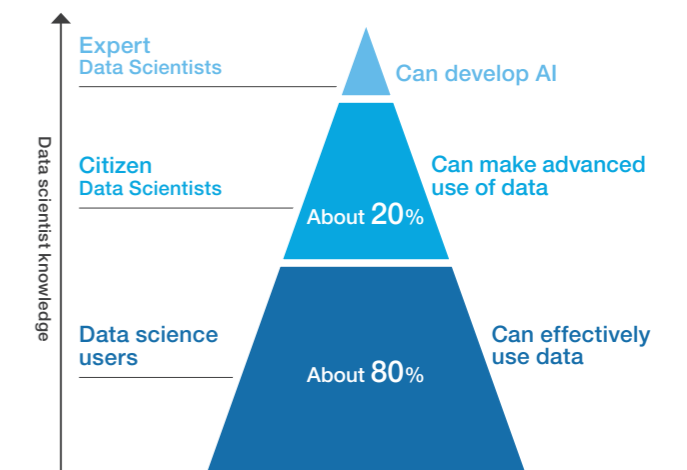 Expert
Data Scientists
Can develop AI
Data scientist knowledge
Citizen
Data Scientists
Can make advanced
use of data
About 20%
Data science
users
Can effectively
use data
About 80%